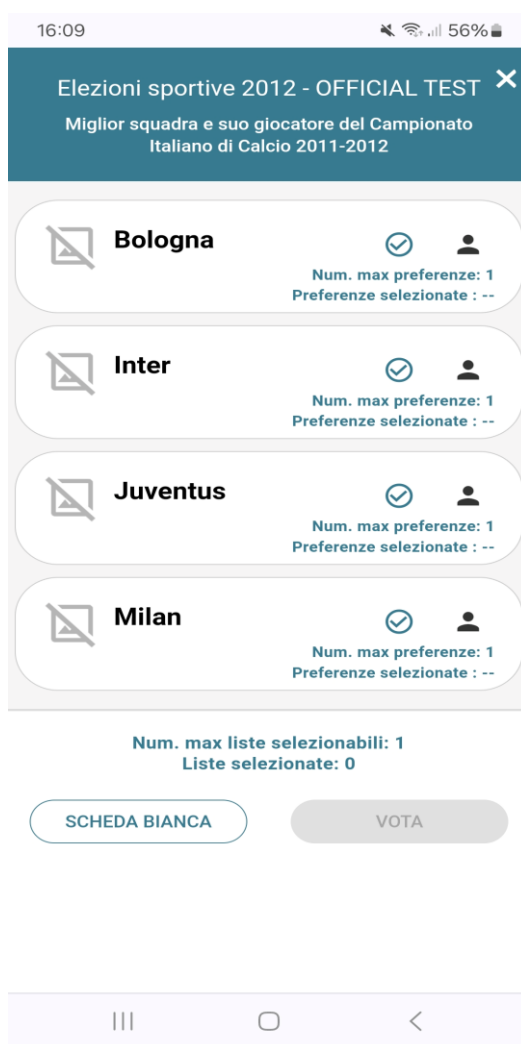 16:09
56%
Elezioni sportive 2012 - OFFICIAL TEST
Miglior squadra e suo giocatore del Campionato
Italiano di Calcio 2011-2012
Bologna
Num. max preferenze: 1
Preferenze selezionate : --
Inter
Num. max preferenze: 1
Preferenze selezionate : --
Juventus
Num. max preferenze: 1
Preferenze selezionate : --
Milan
Num. max preferenze: 1
Preferenze selezionate : --
Num. max liste selezionabili: 1
Liste selezionate: 0
SCHEDA BIANCA
VOTA